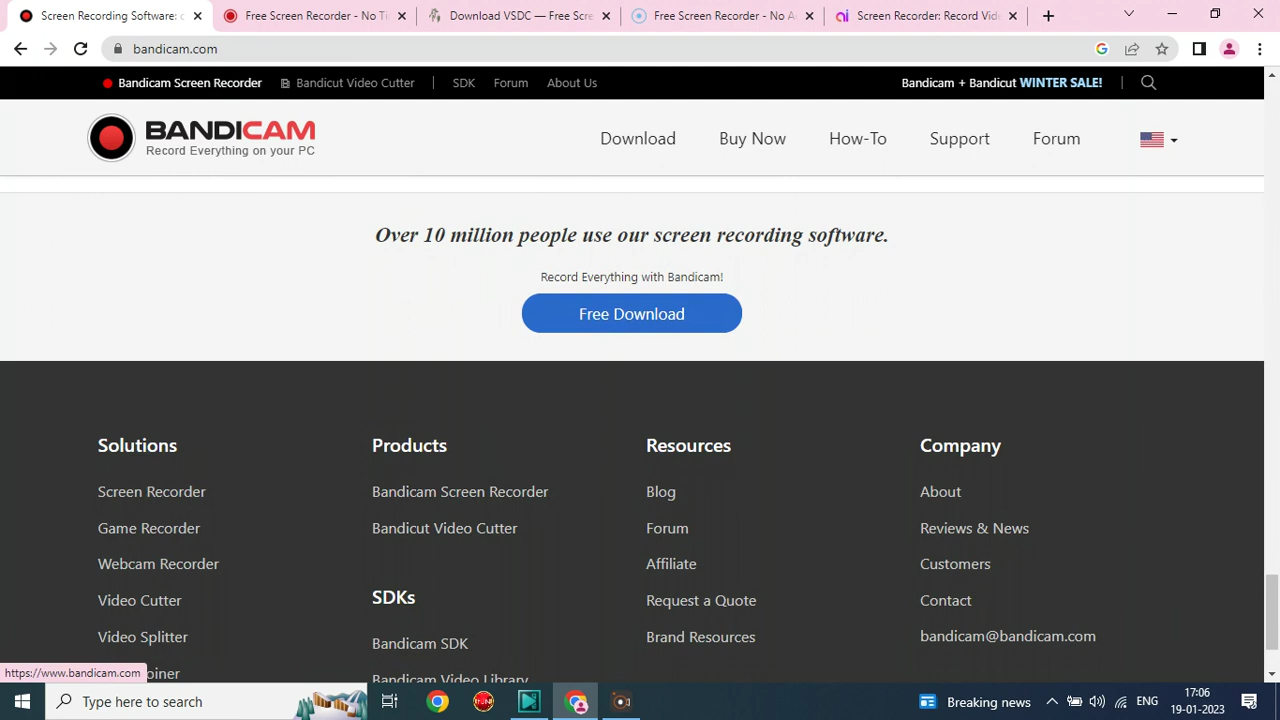 Screen Recording Software: c
Free Screen Recorder - No Ti
Download VSDC — Free Scre
Free Screen Recorder - No A
Screen Recorder: Record Vid
bandicam.com
Bandicam Screen Recorder
Bandicut Video Cutter
SDK
Forum
About Us
Bandicam + Bandicut WINTER SALE!
BANDICAM
Record Everything on your PC
Download
Buy Now
How-To
Support
Forum
Over 10 million people use our screen recording software.
Record Everything with Bandicam!
Free Download
Solutions
Screen Recorder
Game Recorder
Webcam Recorder
Video Cutter
Video Splitter
oiner
Products
Bandicam Screen Recorder
Bandicut Video Cutter
SDKs
Bandicam SDK
Bandicam Video Library
Resources
Blog
Forum
Affiliate
Request a Quote
Brand Resources
Company
About
Reviews & News
Customers
Contact
bandicam@bandicam.com
https://www.bandicam.com
Type here to search
Breaking news
ENG
17:06
19-01-2023